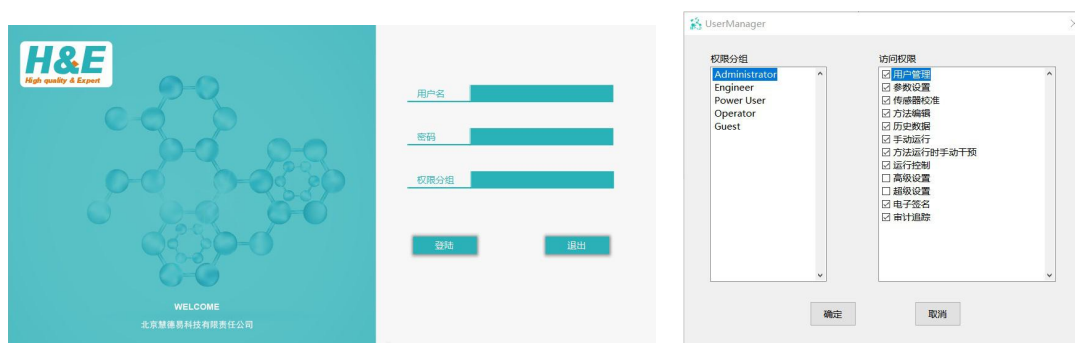 H&E
High quality & Expert
用户名
密码
权限分组
登陆
退出
WELCOME
北京慧德易科技有限责任公司
UserManager
权限分组
Administrator
Engineer
Power User
Operator
Guest
访问权限
用户管理
参数设置
传感器校准
方法编辑
历史数据
手动运行
方法运行时手动干预
运行控制
高级设置
超级设置
电子签名
审计追踪
确定
取消